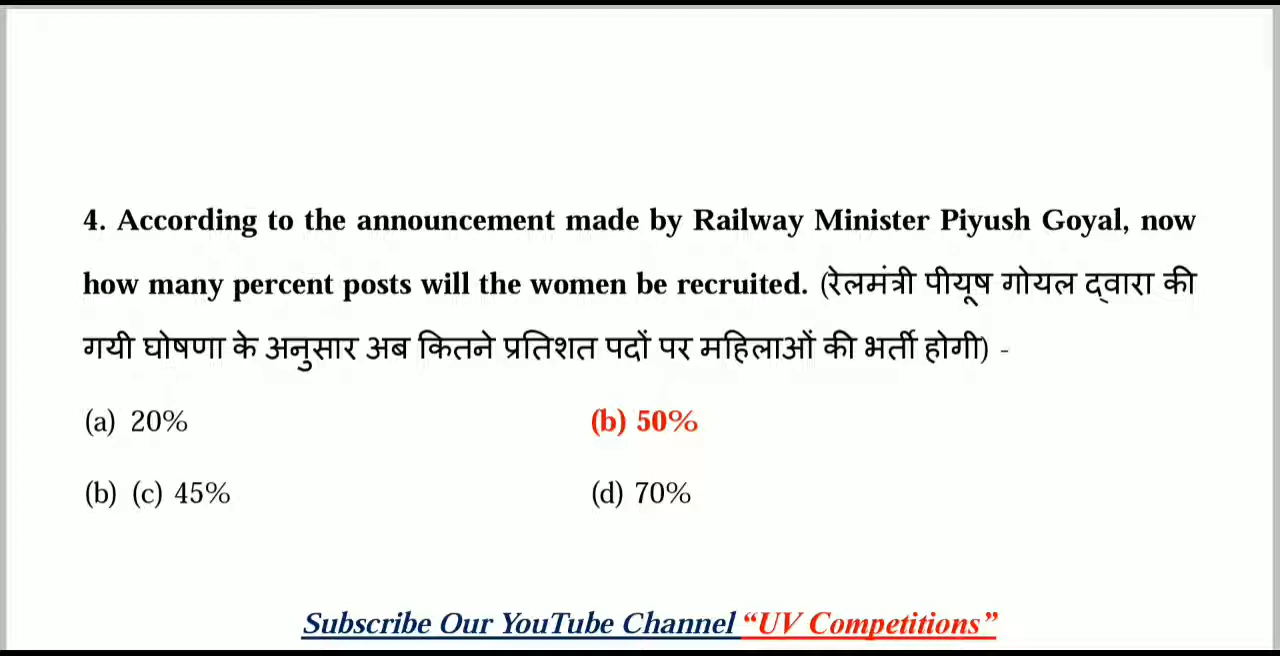 4. According to the announcement made by Railway Minister Piyush Goyal, now
how many percent posts will the women be recruited. (रेलमंत्री पीयूष गोयल द्वारा की
गयी घोषणा के अनुसार अब कितने प्रतिशत पदों पर महिलाओं की भर्ती होगी) -
(a) 20% (b) 50%
(b) (c) 45% (d) 70%
Subscribe Our YouTube Channel “UV Competitions”